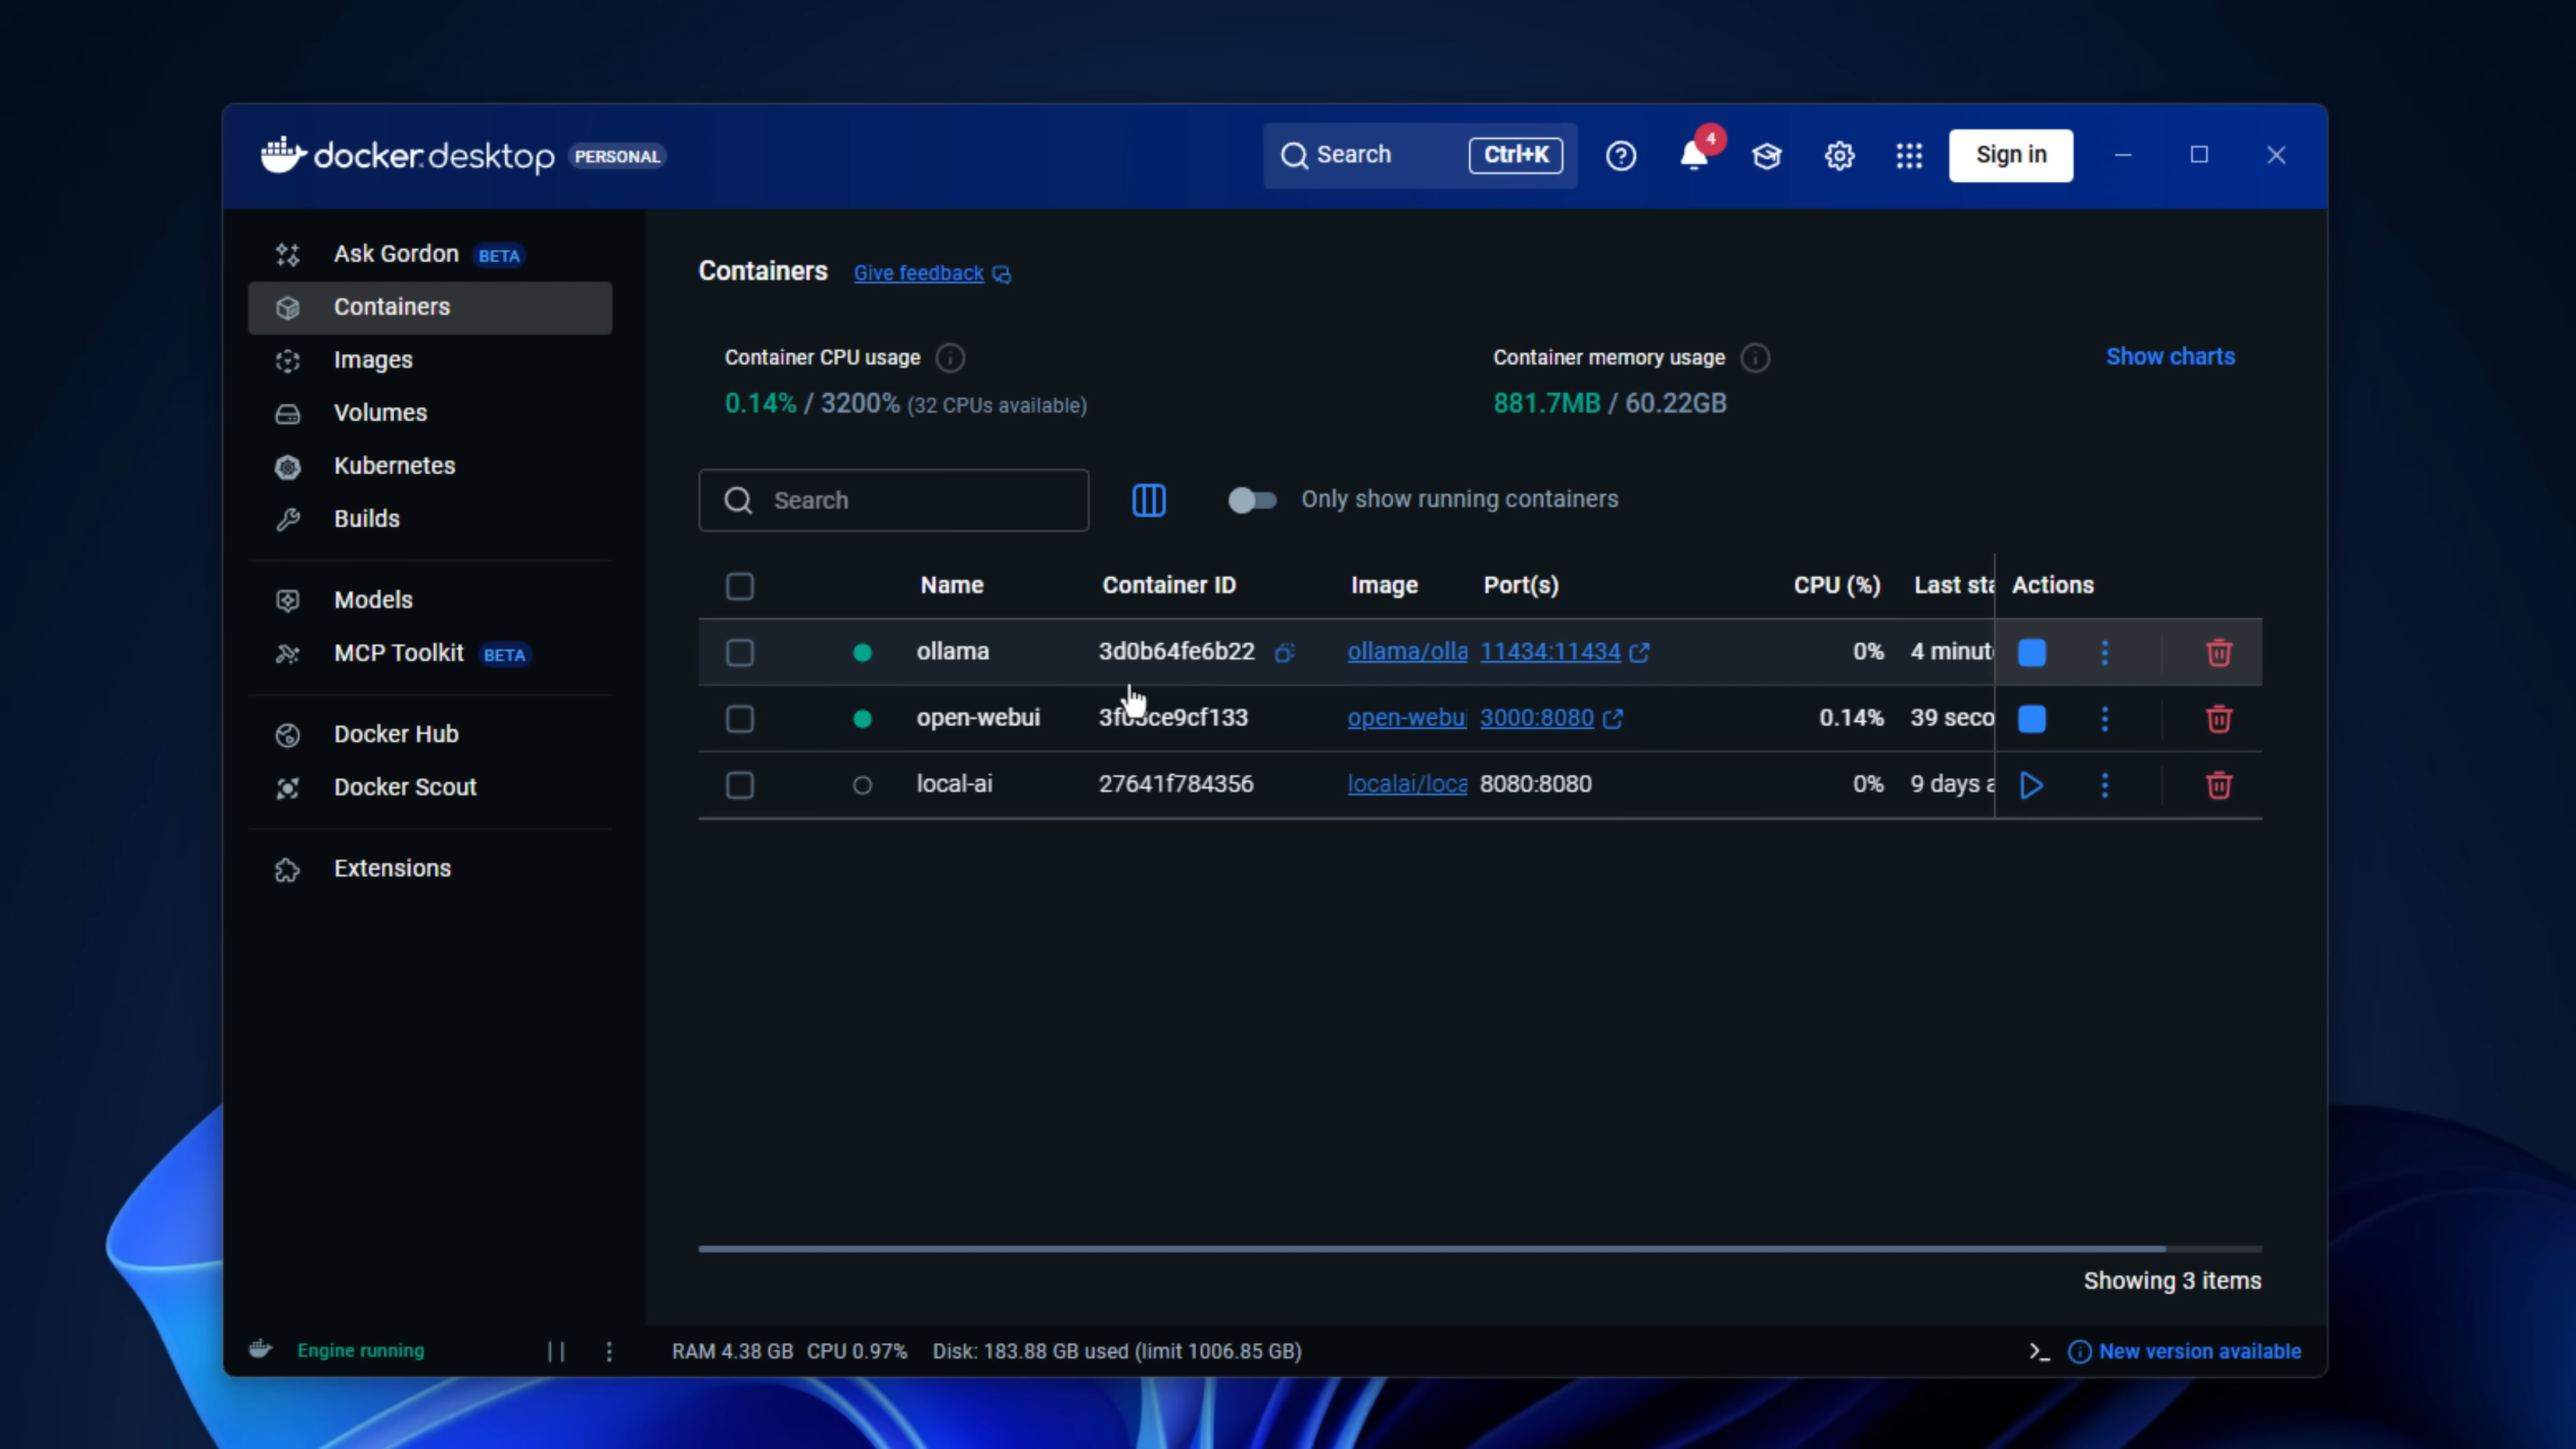 docker.desktop PERSONAL
Search Ctrl+K 4 Sign in
Ask Gordon BETA
Containers
Images
Volumes
Kubernetes
Builds
Models
MCP Toolkit BETA
Docker Hub
Docker Scout
Extensions
Containers Give feedback
Container CPU usage
0.14% / 3200% (32 CPUs available)
Container memory usage
881.7MB / 60.22GB
Show charts
Search
Only show running containers
Name Container ID Image Port(s) CPU (%) Last sta Actions
ollama 3d0b64fe6b22 ollama/olla 11434:11434 0% 4 minut
open-webui open-webui 3000:8080 0.14% 39 seco
local-ai 27641f784356 localai/loca 8080:8080 0% 9 days a
Showing 3 items
Engine running
RAM 4.38 GB CPU 0.97% Disk: 183.88 GB used (limit 1006.85 GB)
New version available